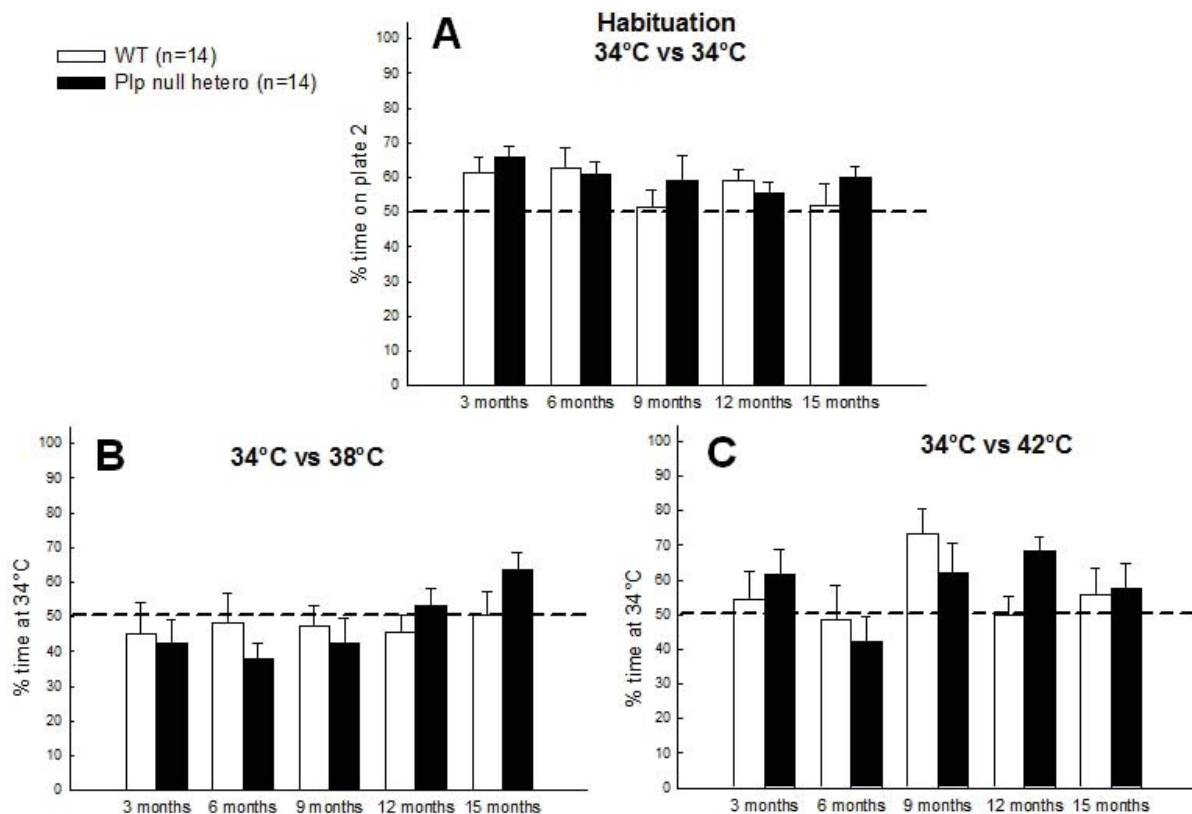 WT (n=14)
Plp null hetero (n=14)
A
Habituation
34°C vs 34°C
% time on plate 2
100
90
80
70
60
50
40
30
20
10
0
3 months 6 months 9 months 12 months 15 months
B
34°C vs 38°C
% time at 34°C
100
90
80
70
60
50
40
30
20
10
0
3 months 6 months 9 months 12 months 15 months
C
34°C vs 42°C
% time at 34 °C
100
90
80
70
60
50
40
30
20
10
0
3 months 6 months 9 months 12 months 15 months